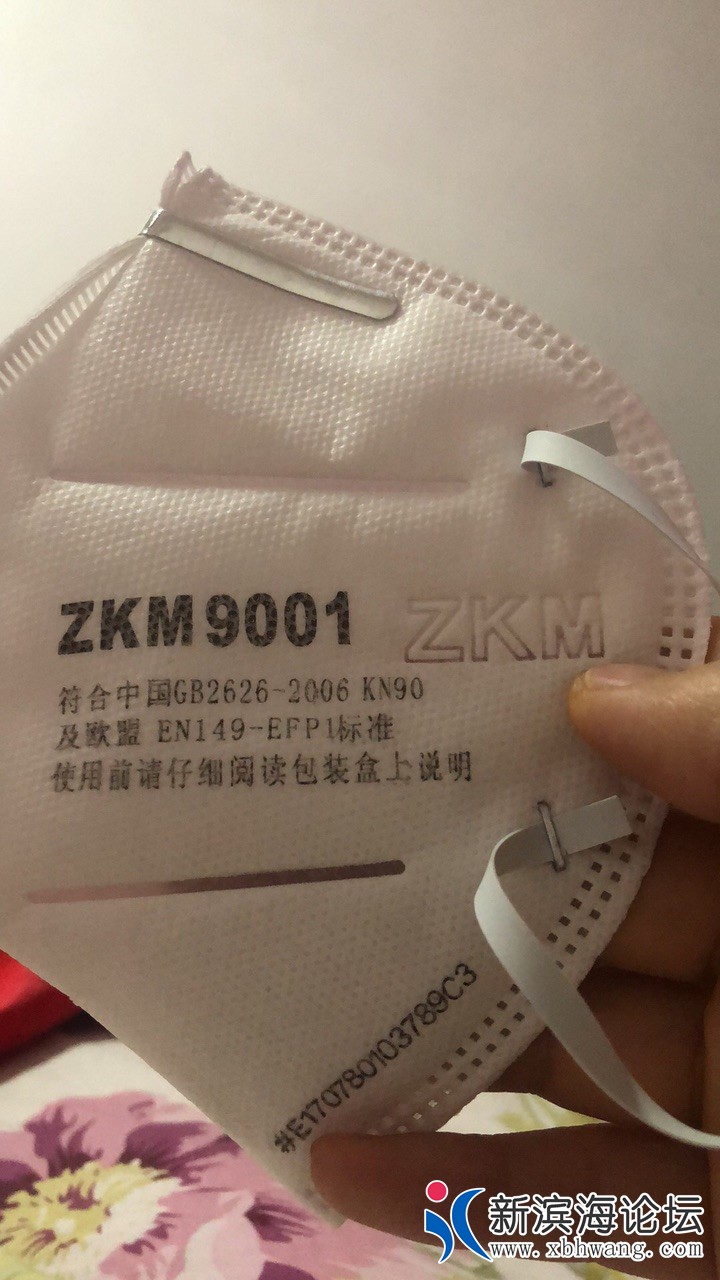 ZKM9001 ZKM
符合中国GB2626-2006 KN90
及欧盟 EN149-EFP1标准
使用前请仔细阅读包装盒上说明
#E170780103789C3
新滨海论坛
www.xbhwang.com